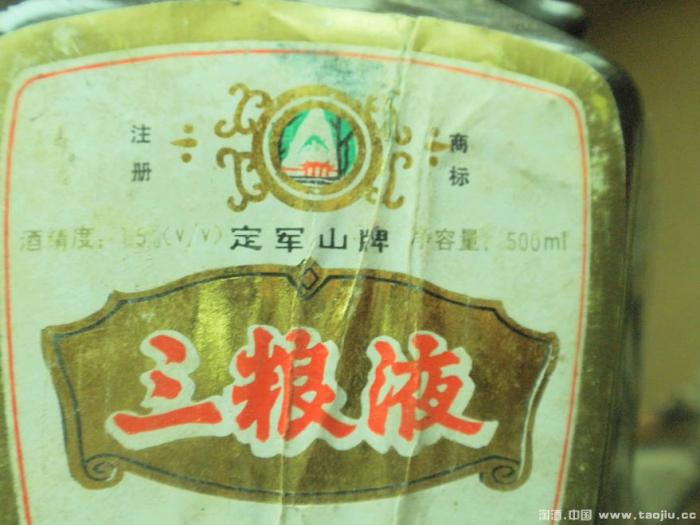 注册 商标
酒精度: 5%(V/V) 定军山牌 净容量: 500ml
三粮液
淘酒.中国 www.taojiu.cc